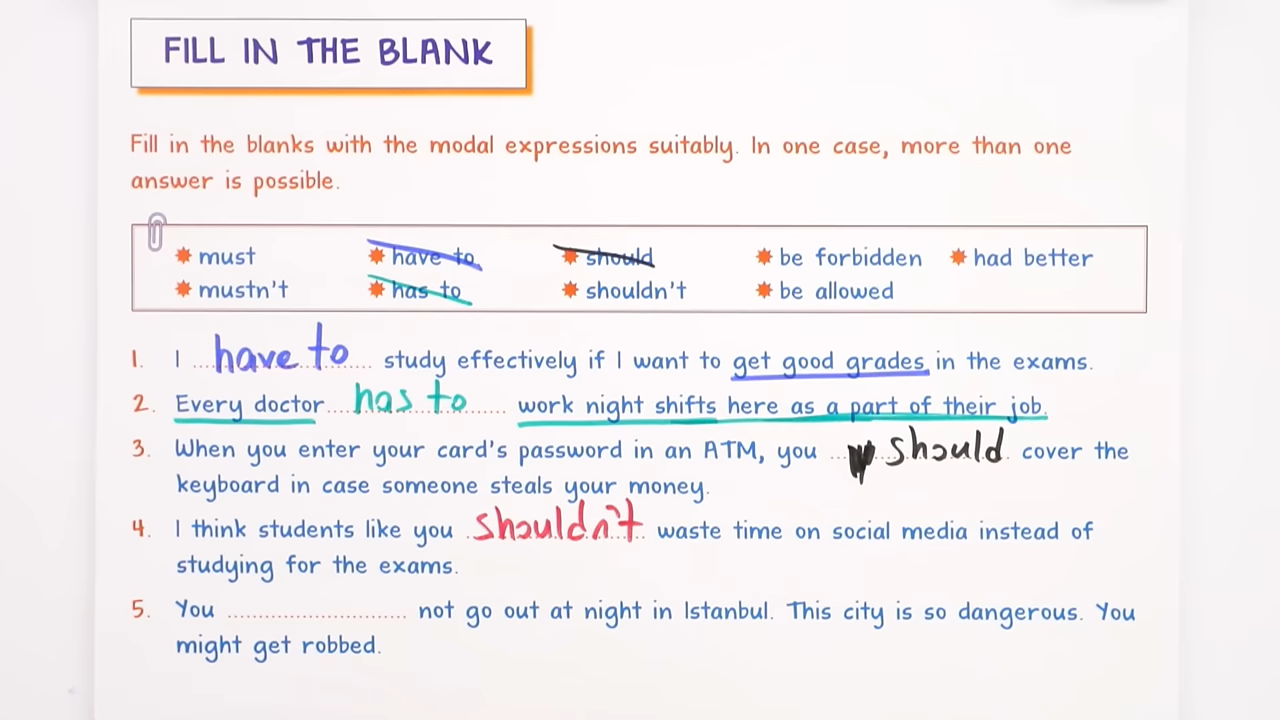 FILL IN THE BLANK
Fill in the blanks with the modal expressions suitably. In one case, more than one
answer is possible.
✸ must ✸ have to ✸ should ✸ be forbidden ✸ had better
✸ mustn't ✸ has to ✸ shouldn't ✸ be allowed
1. I ...have to... study effectively if I want to get good grades in the exams.
2. Every doctor...has to... work night shifts here as a part of their job.
3. When you enter your card's password in an ATM, you ...should... cover the
keyboard in case someone steals your money.
4. I think students like you .shouldn't.. waste time on social media instead of
studying for the exams.
5. You .............................. not go out at night in Istanbul. This city is so dangerous. You
might get robbed.